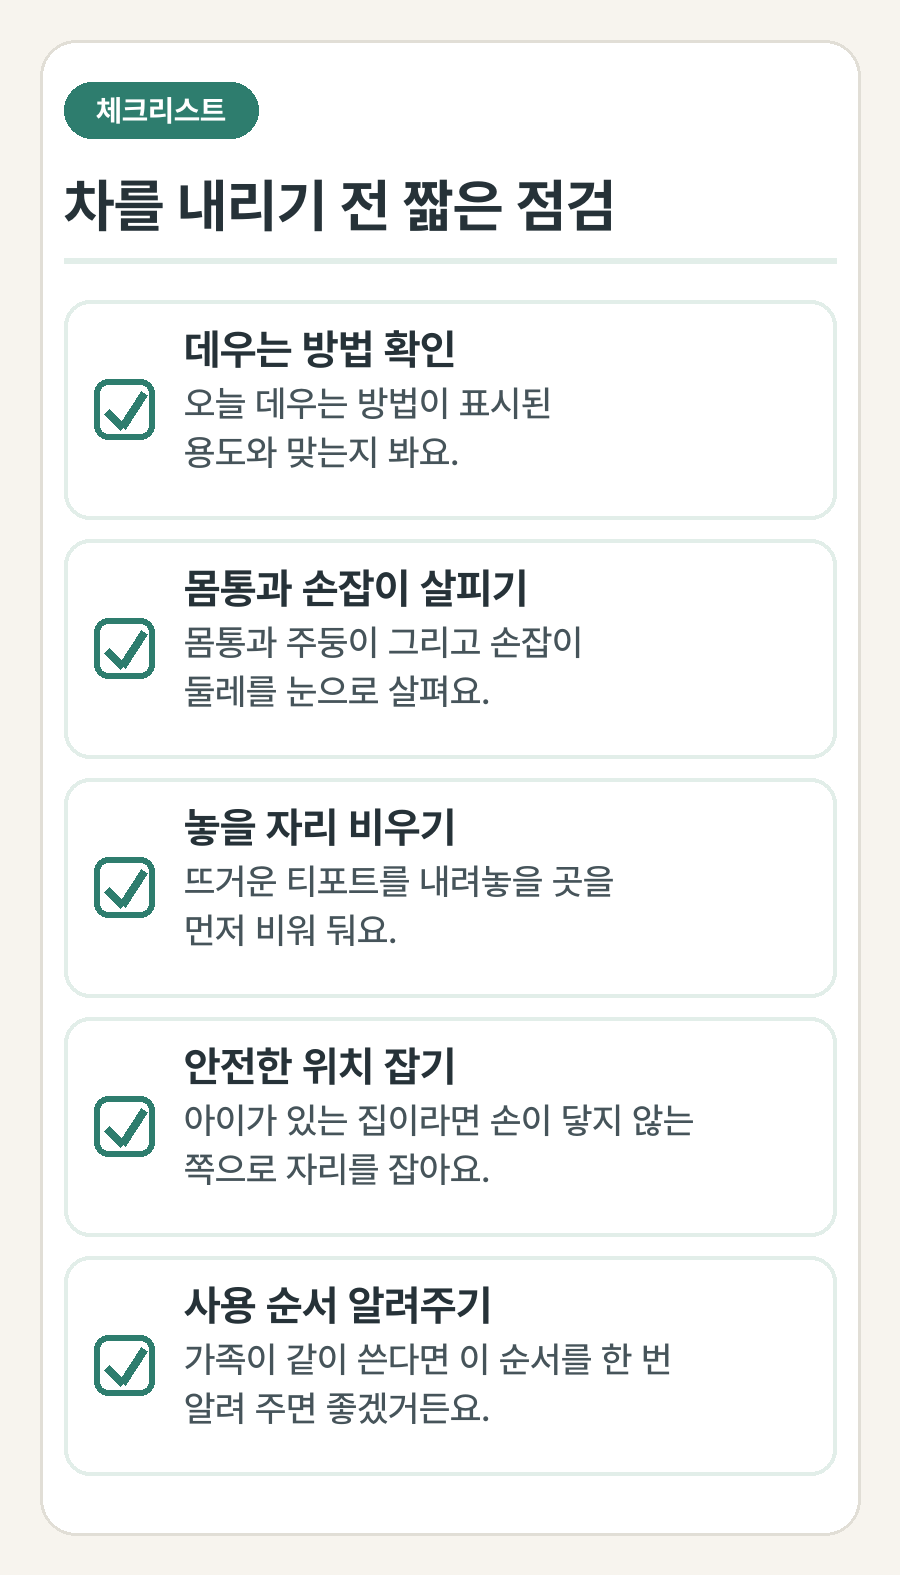 체크리스트
차를 내리기 전 짧은 점검
데우는 방법 확인
오늘 데우는 방법이 표시된
용도와 맞는지 봐요.
몸통과 손잡이 살피기
몸통과 주둥이 그리고 손잡이
둘레를 눈으로 살펴요.
놓을 자리 비우기
뜨거운 티포트를 내려놓을 곳을
먼저 비워 둬요.
안전한 위치 잡기
아이가 있는 집이라면 손이 닿지 않는
쪽으로 자리를 잡아요.
사용 순서 알려주기
가족이 같이 쓴다면 이 순서를 한 번
알려 주면 좋겠거든요.